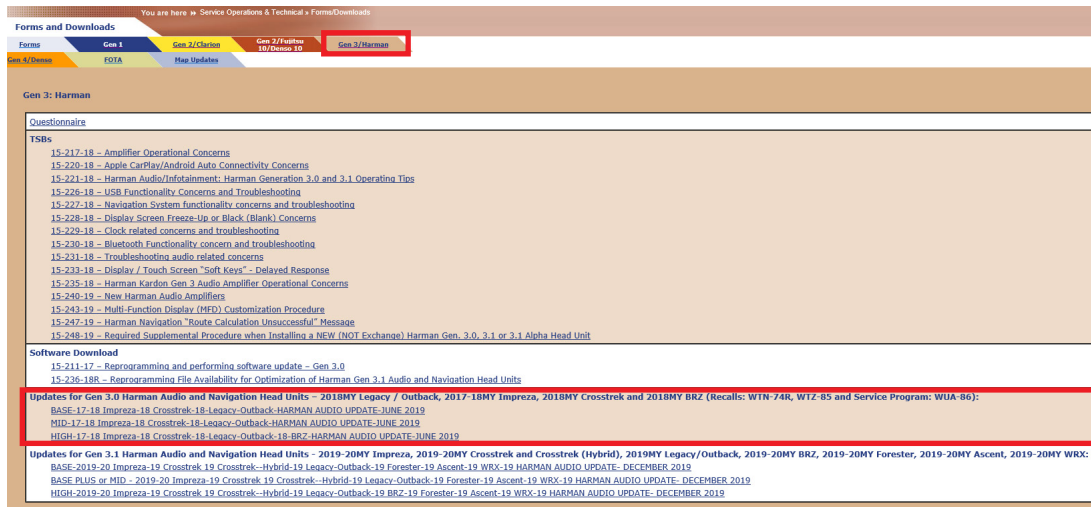 You are here » Service Operations & Technical » Forms/Downloads
Forms and Downloads
Forms
Gen 1
Gen 2/Clarion
Gen 2/Fujitsu
10/Denso 10
Gen 3/Harman
Gen 4/Denso
FOTA
Map Updates
Gen 3: Harman
Questionnaire
TSBs
15-217-18 – Amplifier Operational Concerns
15-220-18 – Apple CarPlay/Android Auto Connectivity Concerns
15-221-18 – Harman Audio/Infotainment: Harman Generation 3.0 and 3.1 Operating Tips
15-226-18 – USB Functionality Concerns and Troubleshooting
15-227-18 – Navigation System functionality concerns and troubleshooting
15-228-18 – Display Screen Freeze-Up or Black (Blank) Concerns
15-229-18 – Clock related concerns and troubleshooting
15-230-18 – Bluetooth Functionality concern and troubleshooting
15-231-18 – Troubleshooting audio related concerns
15-233-18 – Display / Touch Screen "Soft Keys" - Delayed Response
15-235-18 – Harman Kardon Gen 3 Audio Amplifier Operational Concerns
15-240-19 – New Harman Audio Amplifiers
15-243-19 – Multi-Function Display (MFD) Customization Procedure
15-247-19 – Harman Navigation "Route Calculation Unsuccessful" Message
15-248-19 – Required Supplemental Procedure when Installing a NEW (NOT Exchange) Harman Gen. 3.0, 3.1 or 3.1 Alpha Head Unit
Software Download
15-211-17 – Reprogramming and performing software update – Gen 3.0
15-236-18R – Reprogramming File Availability for Optimization of Harman Gen 3.1 Audio and Navigation Head Units
Updates for Gen 3.0 Harman Audio and Navigation Head Units – 2018MY Legacy / Outback, 2017-18MY Impreza, 2018MY Crosstrek and 2018MY BRZ (Recalls: WTN-74R, WTZ-85 and Service Program: WUA-86):
BASE-17-18 Impreza-18 Crosstrek-18-Legacy-Outback-HARMAN AUDIO UPDATE-JUNE 2019
MID-17-18 Impreza-18 Crosstrek-18-Legacy-Outback-HARMAN AUDIO UPDATE-JUNE 2019
HIGH-17-18 Impreza-18 Crosstrek-18-Legacy-Outback-18-BRZ-HARMAN AUDIO UPDATE-JUNE 2019
Updates for Gen 3.1 Harman Audio and Navigation Head Units - 2019-20MY Impreza, 2019-20MY Crosstrek and Crosstrek (Hybrid), 2019MY Legacy/Outback, 2019-20MY BRZ, 2019-20MY Forester, 2019-20MY Ascent, 2019-20MY WRX:
BASE-2019-20 Impreza-19 Crosstrek 19 Crosstrek--Hybrid-19 Legacy-Outback-19 Forester-19 Ascent-19 WRX-19 HARMAN AUDIO UPDATE- DECEMBER 2019
BASE PLUS or MID - 2019-20 Impreza-19 Crosstrek 19 Crosstrek--Hybrid-19 Legacy-Outback-19 Forester-19 Ascent-19 WRX-19 HARMAN AUDIO UPDATE- DECEMBER 2019
HIGH-2019-20 Impreza-19 Crosstrek 19 Crosstrek--Hybrid-19 Legacy-Outback-19 BRZ-19 Forester-19 Ascent-19 WRX-19 HARMAN AUDIO UPDATE- DECEMBER 2019